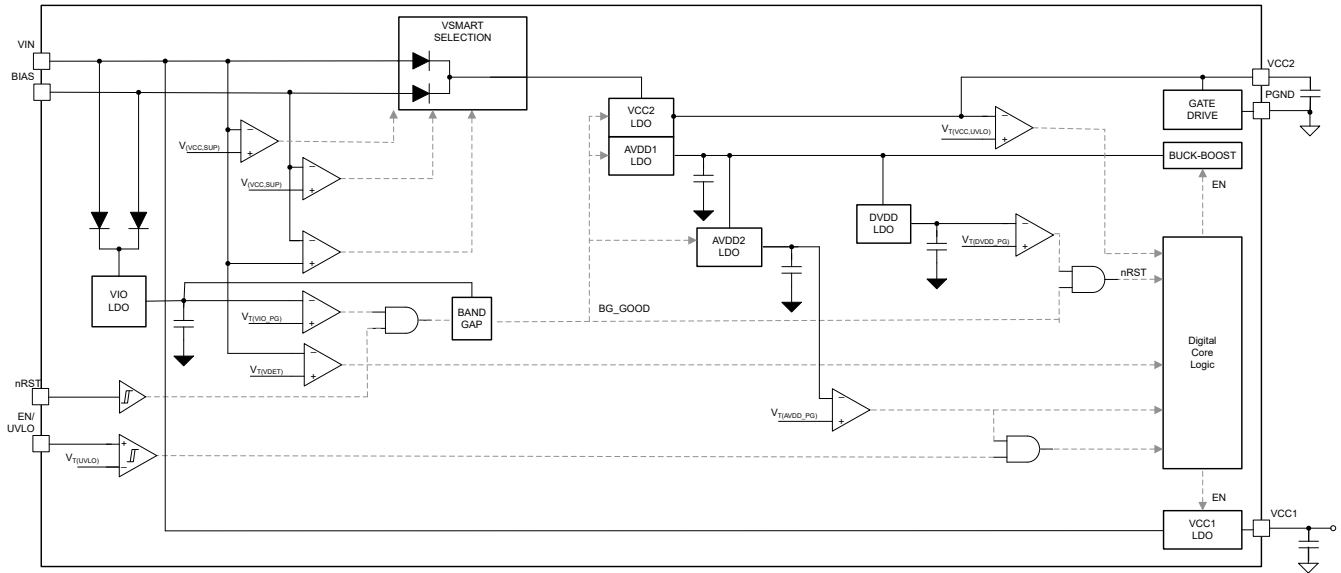 VSMART
SELECTION
VIN
BIAS
VCC2
PGND
VCC2
LDO
GATE
DRIVE
V(VCC,SUP)
−
+
VT(VCC,UVLO)
−
+
AVDD1
LDO
BUCK-BOOST
V(VCC,SUP)
−
+
EN
DVDD
LDO
−
+
VT(DVDD_PG)
AVDD2
LDO
−
+
nRST
VIO
LDO
−
+
VT(VIO_PG)
BAND
GAP
BG_GOOD
Digital
Core
Logic
−
+
VT(VDET)
nRST
−
+
VT(AVDD_PG)
EN/
UVLO
+
−
VT(UVLO)
EN
VCC1
LDO
VCC1